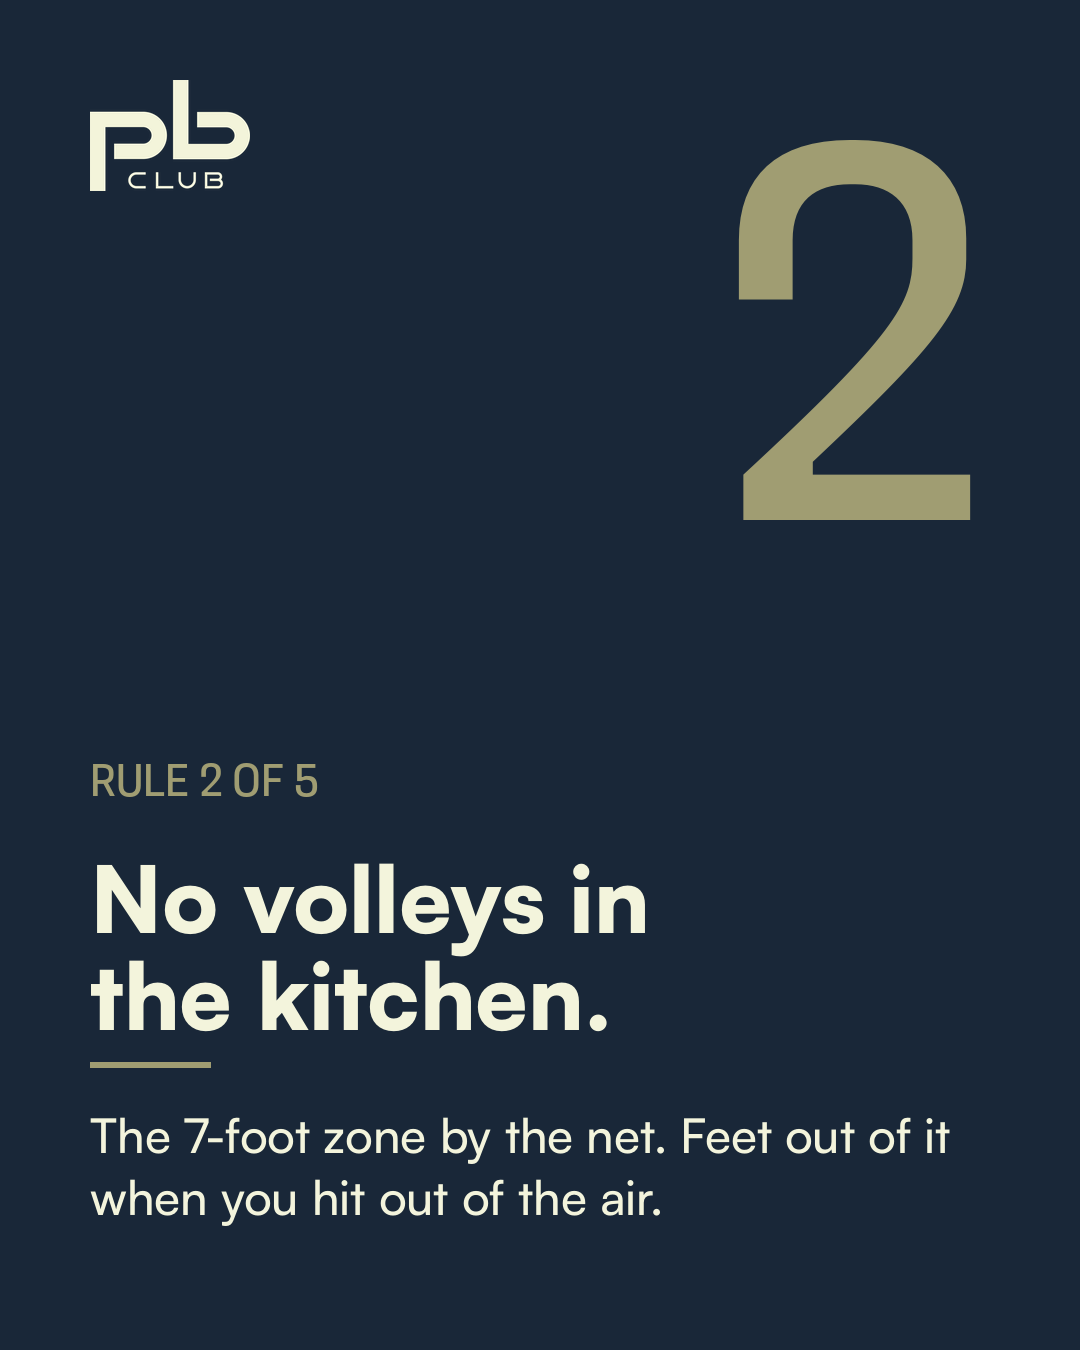 pb
CLUB
2
RULE 2 OF 5
No volleys in
the kitchen.
The 7-foot zone by the net. Feet out of it
when you hit out of the air.